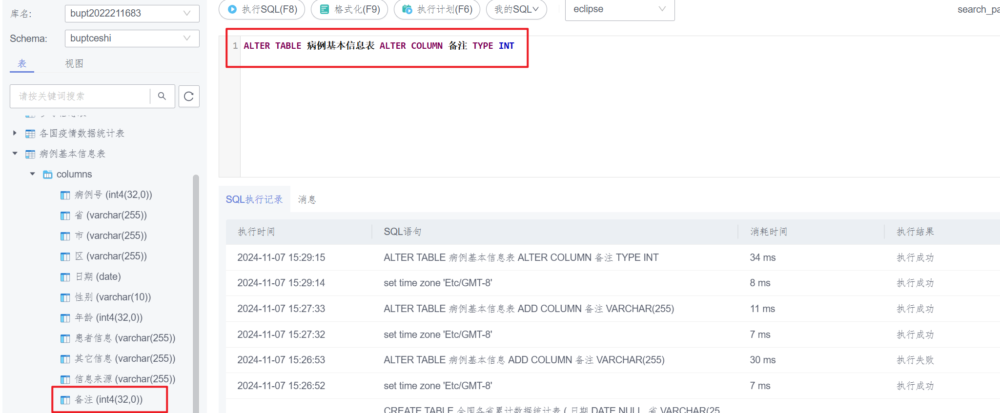 库名:
bupt2022211683
Schema:
buptceshi
表
视图
请按关键词搜索
各国疫情数据统计表
病例基本信息表
columns
病例号 (int4(32,0))
省 (varchar(255))
市 (varchar(255))
区 (varchar(255))
日期 (date)
性别 (varchar(10))
年龄 (int4(32,0))
患者信息 (varchar(255))
其它信息 (varchar(255))
信息来源 (varchar(255))
备注 (int4(32,0))
执行SQL(F8)
格式化(F9)
执行计划(F6)
我的SQL
eclipse
search_pa
1 ALTER TABLE 病例基本信息表 ALTER COLUMN 备注 TYPE INT
SQL执行记录
消息
执行时间 SQL语句 消耗时间 执行结果
2024-11-07 15:29:15 ALTER TABLE 病例基本信息表 ALTER COLUMN 备注 TYPE INT 34 ms 执行成功
2024-11-07 15:29:14 set time zone 'Etc/GMT-8' 8 ms 执行成功
2024-11-07 15:27:33 ALTER TABLE 病例基本信息表 ADD COLUMN 备注 VARCHAR(255) 11 ms 执行成功
2024-11-07 15:27:32 set time zone 'Etc/GMT-8' 7 ms 执行成功
2024-11-07 15:26:53 ALTER TABLE 病例基本信息 ADD COLUMN 备注 VARCHAR(255) 30 ms 执行失败
2024-11-07 15:26:52 set time zone 'Etc/GMT-8' 7 ms 执行成功
CREATE TABLE 全国各省累计数据统计表 ( 日期 DATE NULL, 省 VARCHAR(25